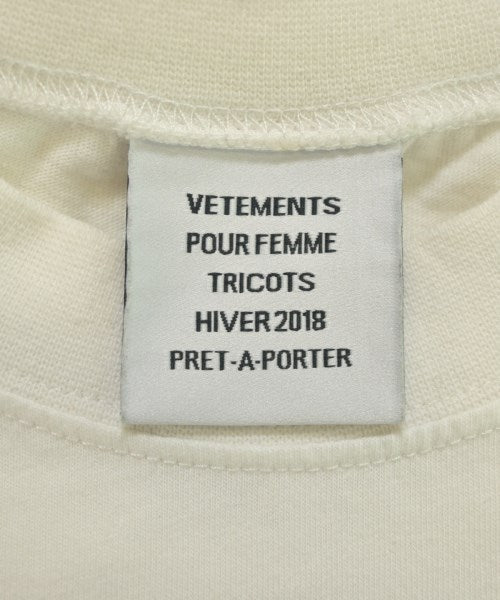 VETEMENTS
POUR FEMME
TRICOTS
HIVER 2018
PRET-A-PORTER